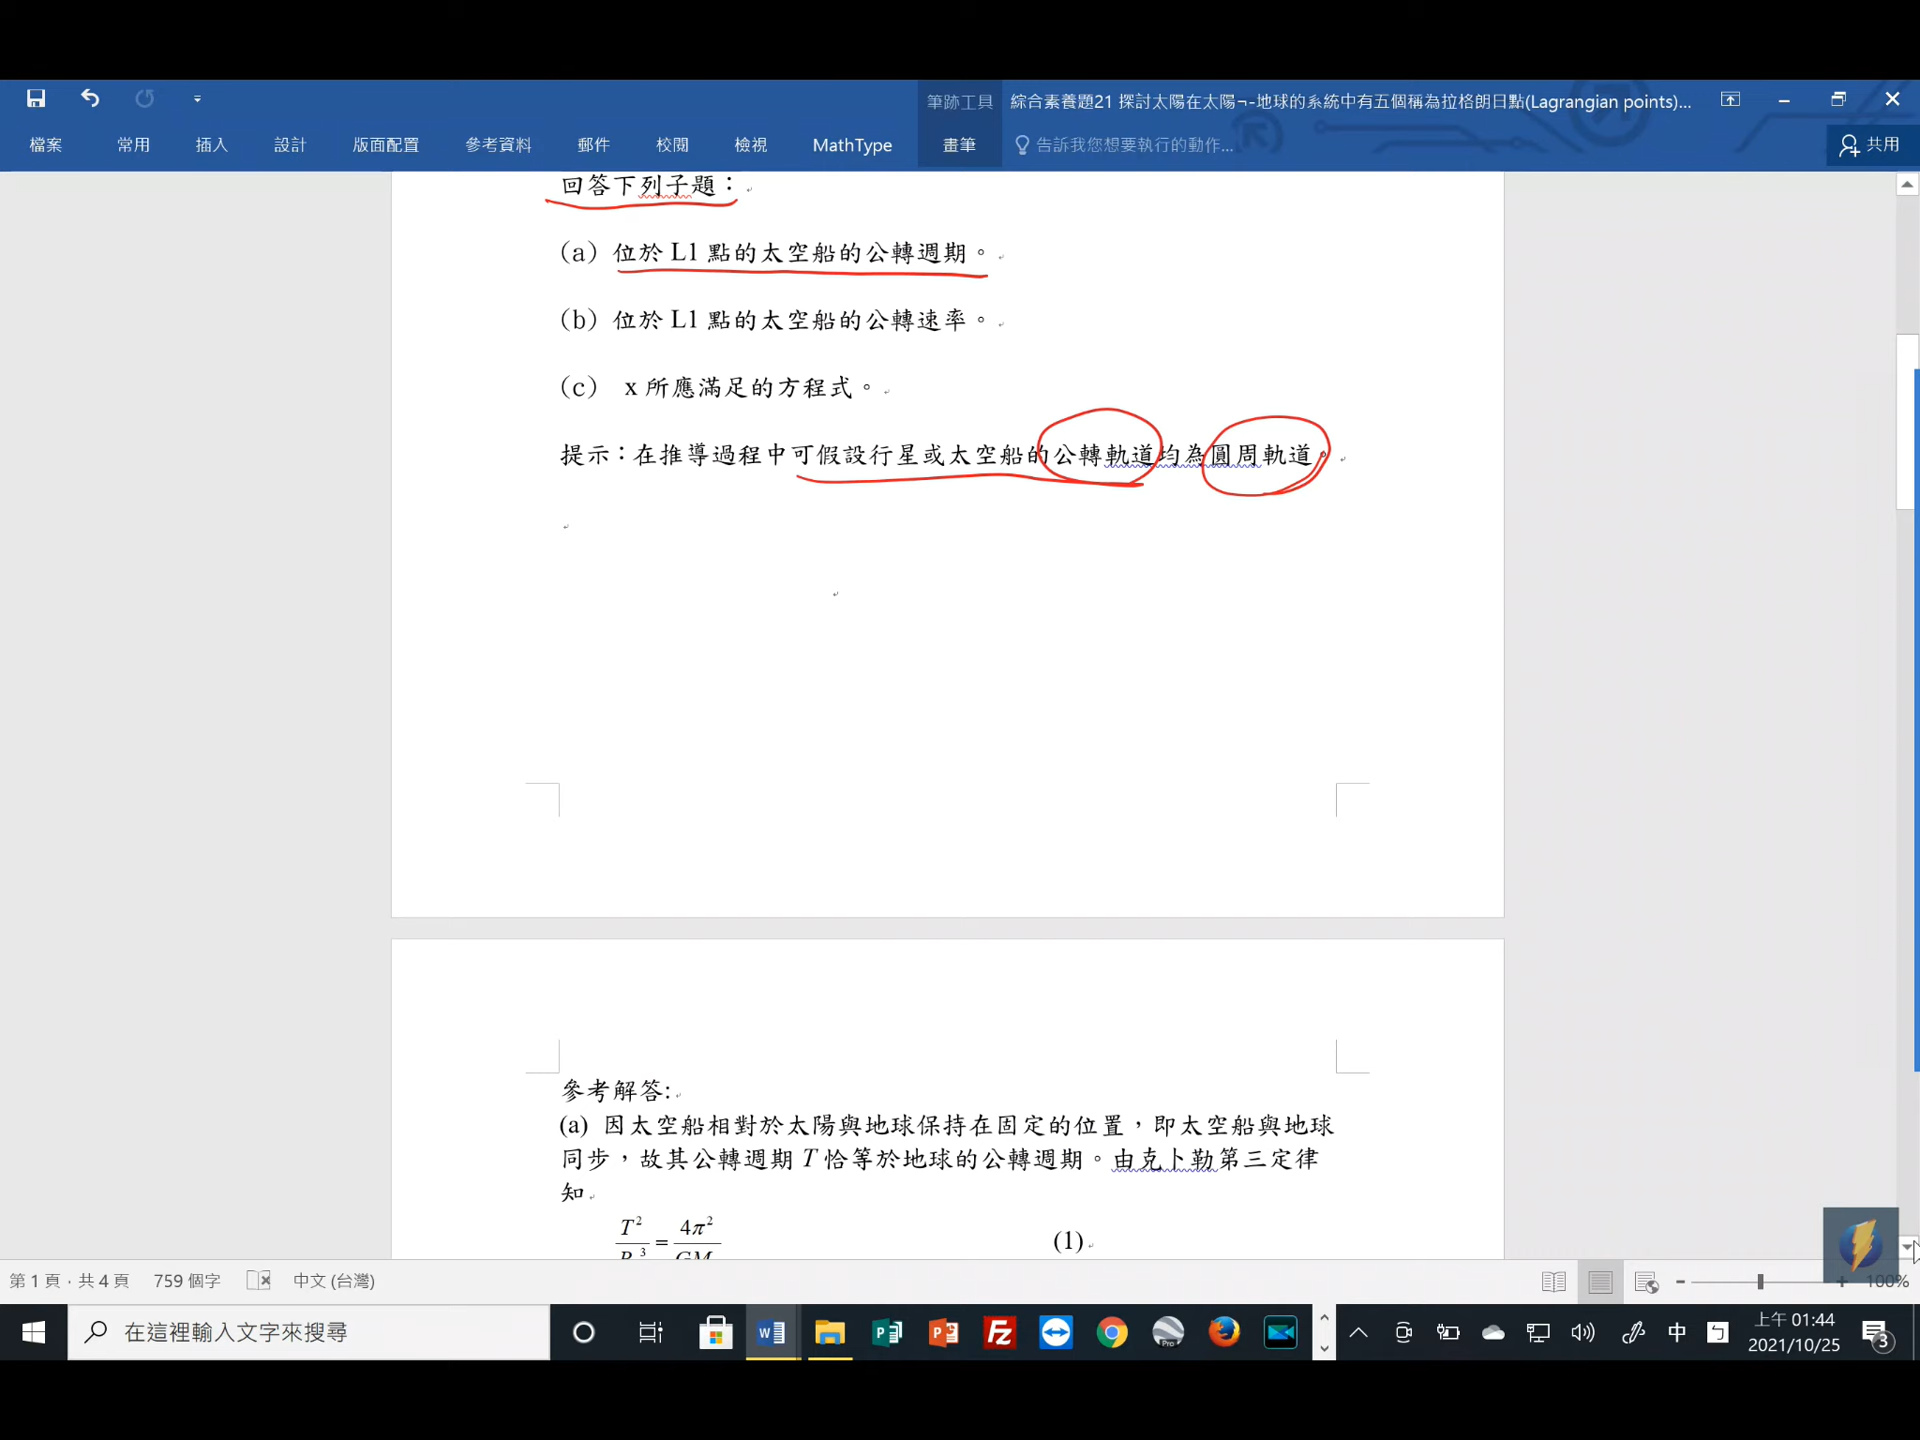 筆跡工具
綜合素養題21 探討太陽在太陽¬-地球的系統中有五個稱為拉格朗日點(Lagrangian points)...
檔案 常用 插入 設計 版面配置 參考資料 郵件 校閱 檢視 MathType 畫筆 告訴我您想要執行的動作... 共用
回答下列子題：
(a) 位於 L1 點的太空船的公轉週期。
(b) 位於 L1 點的太空船的公轉速率。
(c) x 所應滿足的方程式。
提示：在推導過程中可假設行星或太空船的公轉軌道均為圓周軌道。
參考解答:
(a) 因太空船相對於太陽與地球保持在固定的位置，即太空船與地球
同步，故其公轉週期 T 恰等於地球的公轉週期。由克卜勒第三定律
知
T² / R ³ = 4π² / GM (1)
第 1 頁，共 4 頁 759 個字 中文 (台灣) 100%
在這裡輸入文字來搜尋
中
上午 01:44
2021/10/25
3